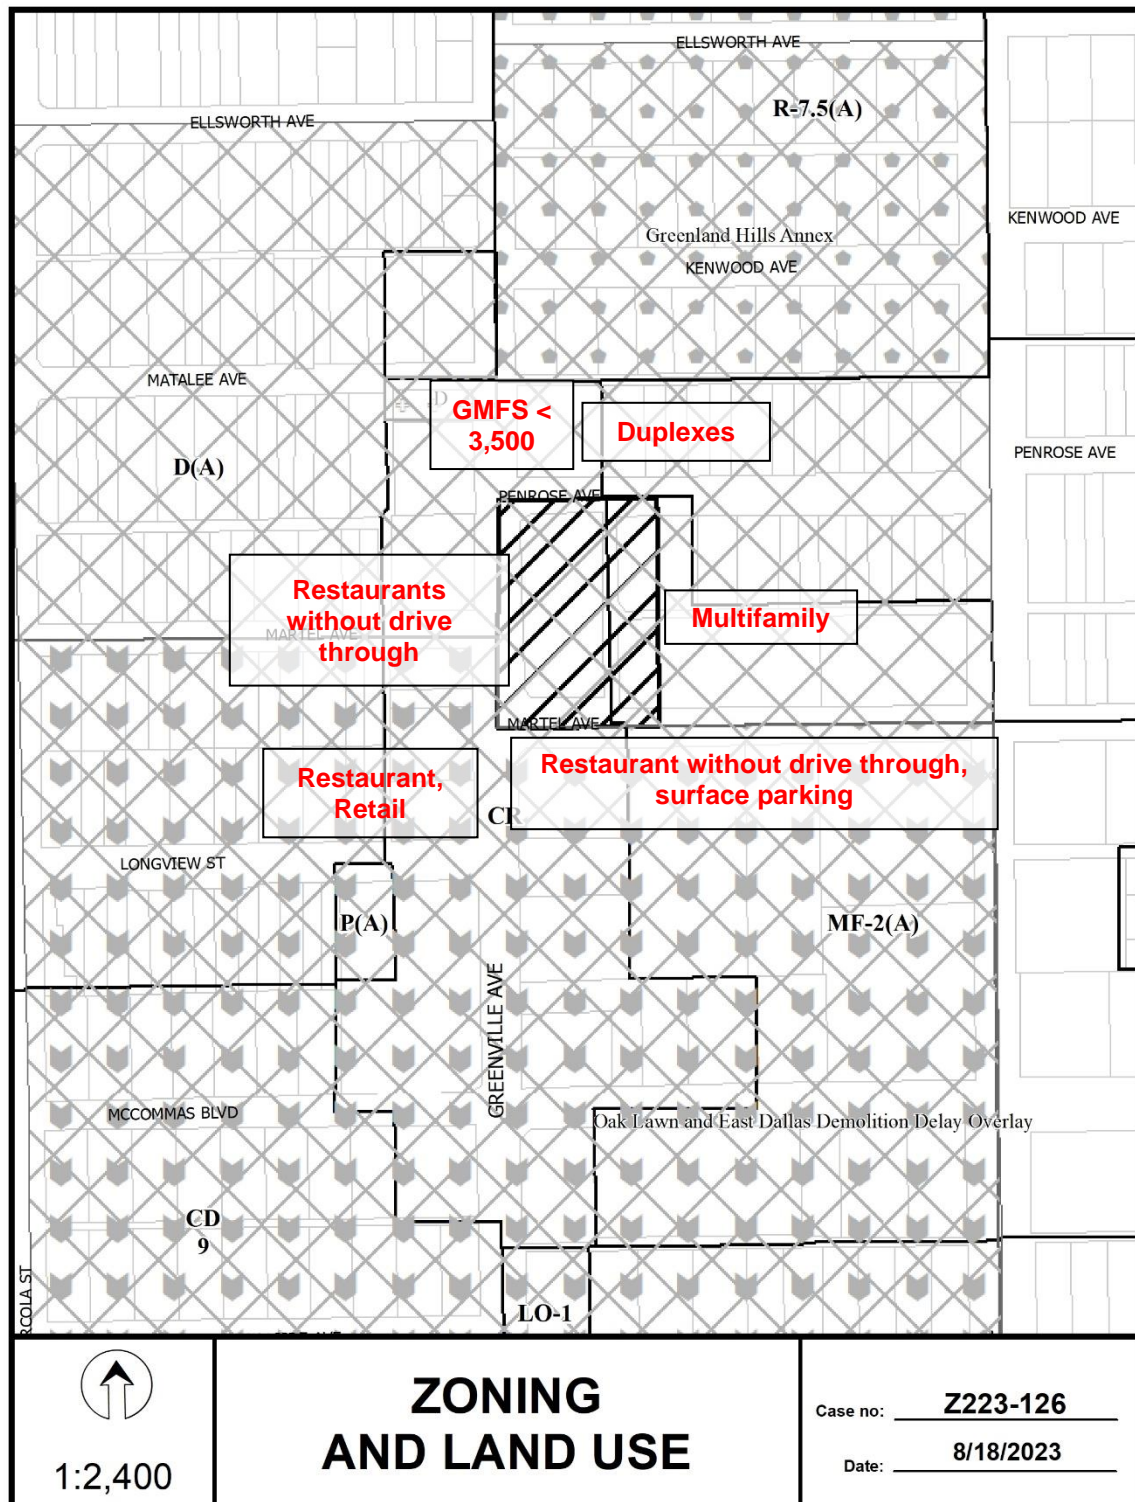 ELLSWORTH AVE
R-7.5(A)
ELLSWORTH AVE
KENWOOD AVE
Greenland Hills Annex
KENWOOD AVE
MATALEE AVE
GMFS <
3,500
Duplexes
D(A)
PENROSE AVE
PENROSE AVE
Restaurants
without drive
through
MARTEL AVE
Multifamily
MARTEL AVE
Restaurant,
Retail
Restaurant without drive through,
surface parking
CR
LONGVIEW ST
P(A)
MF-2(A)
GREENVILLE AVE
MCCOMMAS BLVD
Oak Lawn and East Dallas Demolition Delay Overlay
CD
9
RCOLA ST
LO-1
1:2,400
ZONING
AND LAND USE
Case no: Z223-126
Date: 8/18/2023